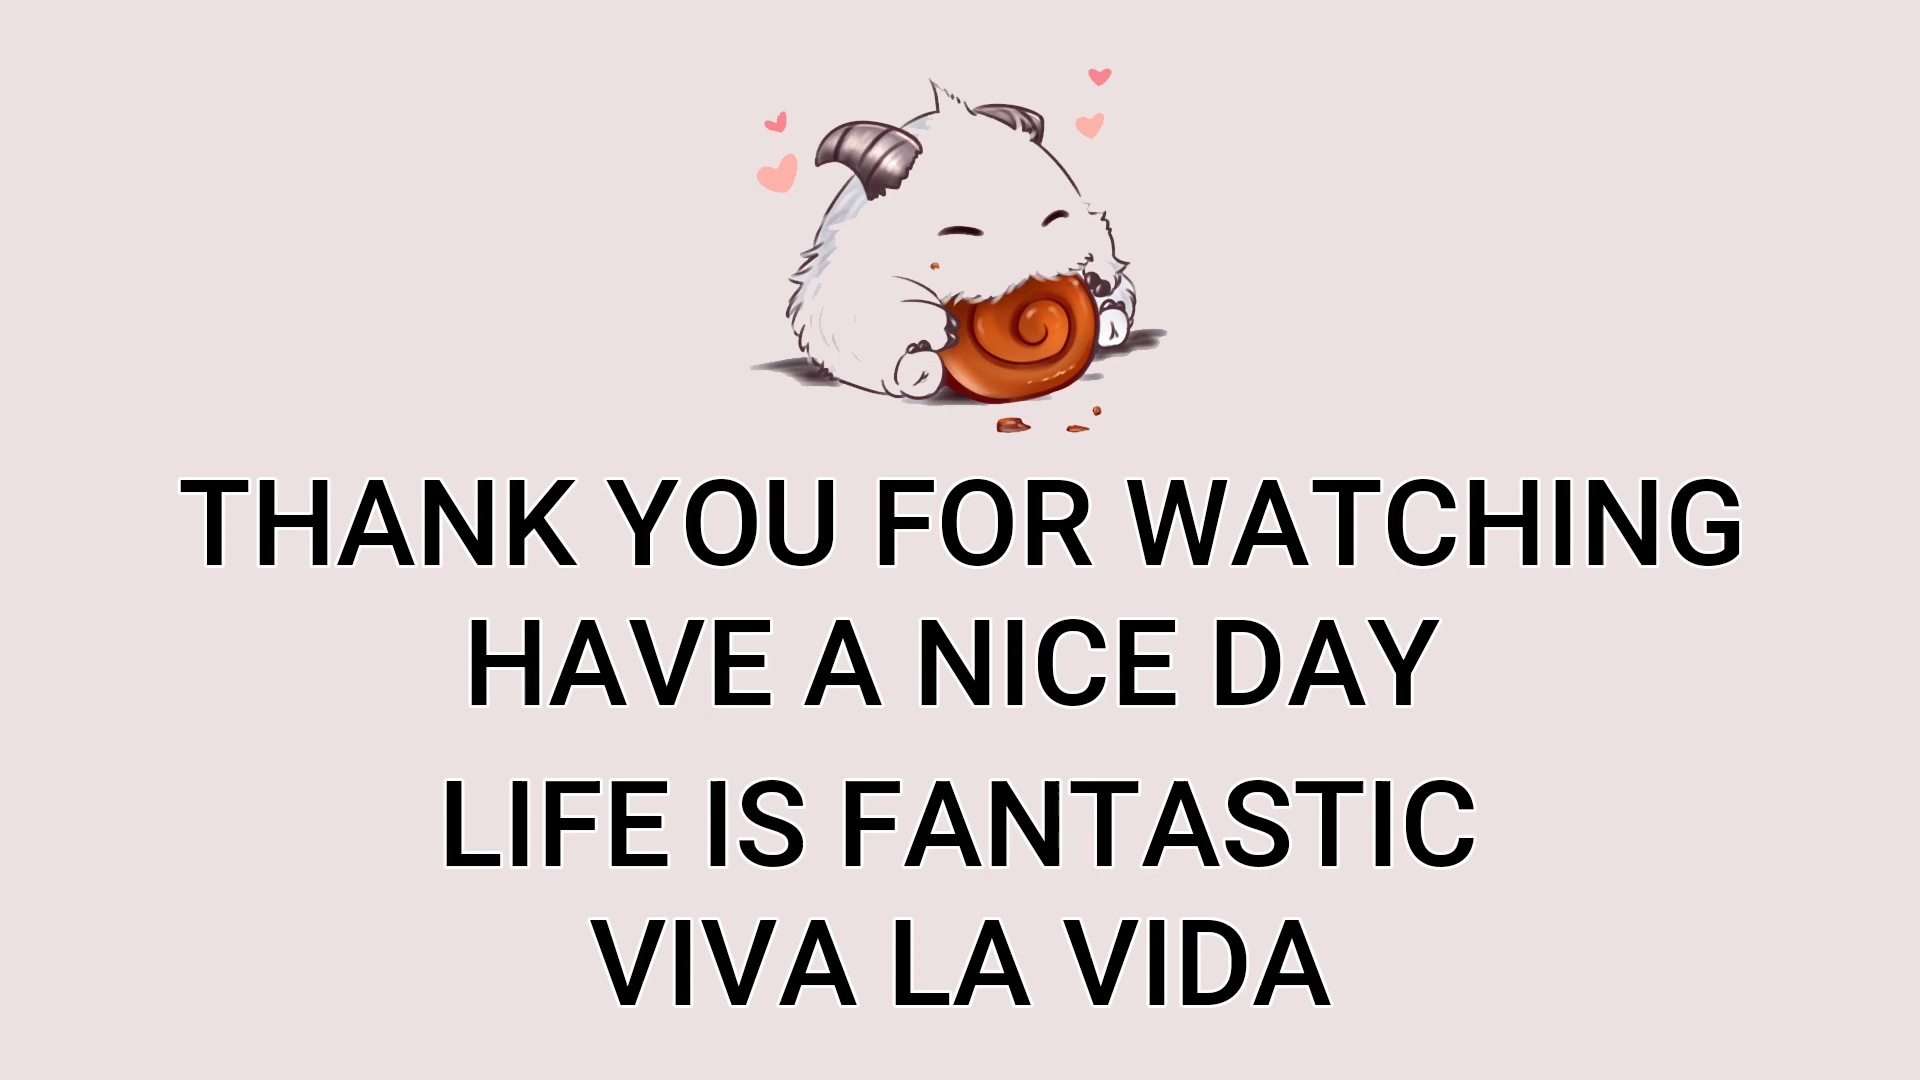 THANK YOU FOR WATCHING
HAVE A NICE DAY
LIFE IS FANTASTIC
VIVA LA VIDA